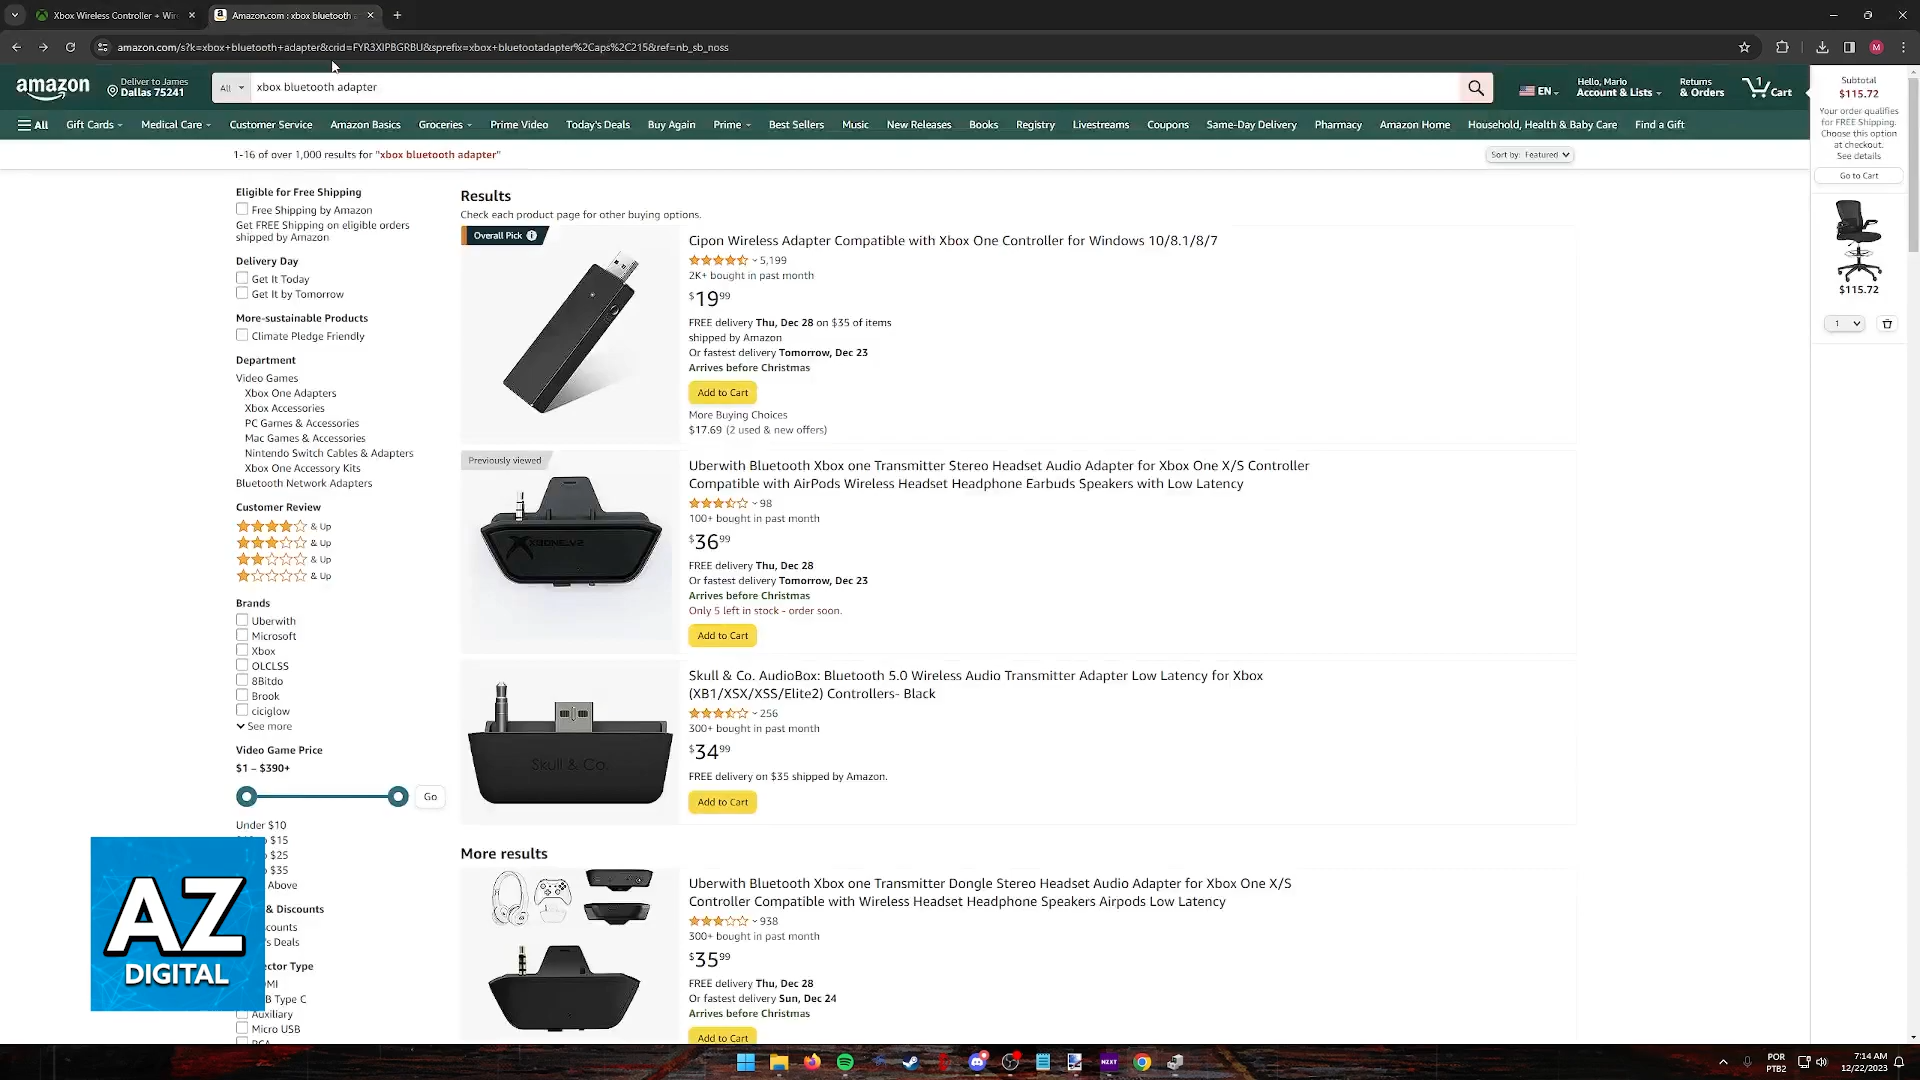 Xbox Wireless Controller + Wir
Amazon.com : xbox bluetooth a
amazon.com/s?k=xbox+bluetooth+adapter&crid=FYR3XIPBGRBU&sprefix=xbox+bluetootadapter%2Caps%2C215&ref=nb_sb_noss
M
amazon
Deliver to James
Dallas 75241
All
xbox bluetooth adapter
EN
Hello, Mario
Account & Lists
Returns
& Orders
1
Cart
All
Gift Cards
Medical Care
Customer Service
Amazon Basics
Groceries
Prime Video
Today's Deals
Buy Again
Prime
Best Sellers
Music
New Releases
Books
Registry
Livestreams
Coupons
Same-Day Delivery
Pharmacy
Amazon Home
Household, Health & Baby Care
Find a Gift
Subtotal
$115.72
Your order qualifies
for FREE Shipping.
Choose this option
at checkout.
See details
Go to Cart
$115.72
1
1-16 of over 1,000 results for "xbox bluetooth adapter"
Sort by: Featured
Eligible for Free Shipping
Free Shipping by Amazon
Get FREE Shipping on eligible orders
shipped by Amazon
Delivery Day
Get It Today
Get It by Tomorrow
More-sustainable Products
Climate Pledge Friendly
Department
Video Games
Xbox One Adapters
Xbox Accessories
PC Games & Accessories
Mac Games & Accessories
Nintendo Switch Cables & Adapters
Xbox One Accessory Kits
Bluetooth Network Adapters
Customer Review
& Up
& Up
& Up
& Up
Brands
Uberwith
Microsoft
Xbox
OLCLSS
8Bitdo
Brook
ciciglow
See more
Video Game Price
$1 – $390+
Go
Under $10
$15
$25
$35
Above
& Discounts
counts
's Deals
ector Type
MI
B Type C
Auxiliary
Micro USB
RCA
AZ
DIGITAL
Results
Check each product page for other buying options.
Overall Pick
Cipon Wireless Adapter Compatible with Xbox One Controller for Windows 10/8.1/8/7
5,199
2K+ bought in past month
$19.99
FREE delivery Thu, Dec 28 on $35 of items
shipped by Amazon
Or fastest delivery Tomorrow, Dec 23
Arrives before Christmas
Add to Cart
More Buying Choices
$17.69 (2 used & new offers)
Previously viewed
XBOONE.V2
Uberwith Bluetooth Xbox one Transmitter Stereo Headset Audio Adapter for Xbox One X/S Controller
Compatible with AirPods Wireless Headset Headphone Earbuds Speakers with Low Latency
98
100+ bought in past month
$36.99
FREE delivery Thu, Dec 28
Or fastest delivery Tomorrow, Dec 23
Arrives before Christmas
Only 5 left in stock - order soon.
Add to Cart
Skull & Co.
Skull & Co. AudioBox: Bluetooth 5.0 Wireless Audio Transmitter Adapter Low Latency for Xbox
(XB1/XSX/XSS/Elite2) Controllers- Black
256
300+ bought in past month
$34.99
FREE delivery on $35 shipped by Amazon.
Add to Cart
More results
Uberwith Bluetooth Xbox one Transmitter Dongle Stereo Headset Audio Adapter for Xbox One X/S
Controller Compatible with Wireless Headset Headphone Speakers Airpods Low Latency
938
300+ bought in past month
$35.99
FREE delivery Thu, Dec 28
Or fastest delivery Sun, Dec 24
Arrives before Christmas
Add to Cart
NZXT
POR
PTB2
7:14 AM
12/22/2023